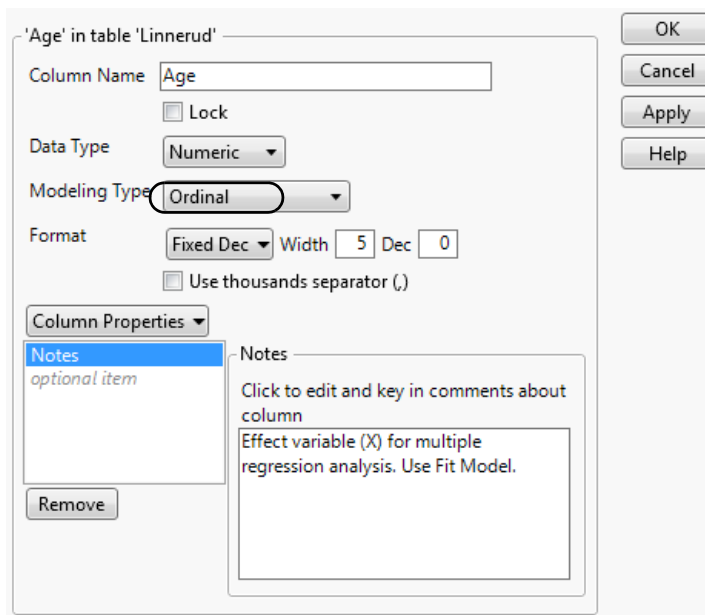 'Age' in table 'Linnerud'
OK
Column Name Age
Cancel
Lock
Apply
Data Type Numeric
Help
Modeling Type Ordinal
Format Fixed Dec Width 5 Dec 0
Use thousands separator (,)
Column Properties
Notes
optional item
Remove
Notes
Click to edit and key in comments about
column
Effect variable (X) for multiple
regression analysis. Use Fit Model.